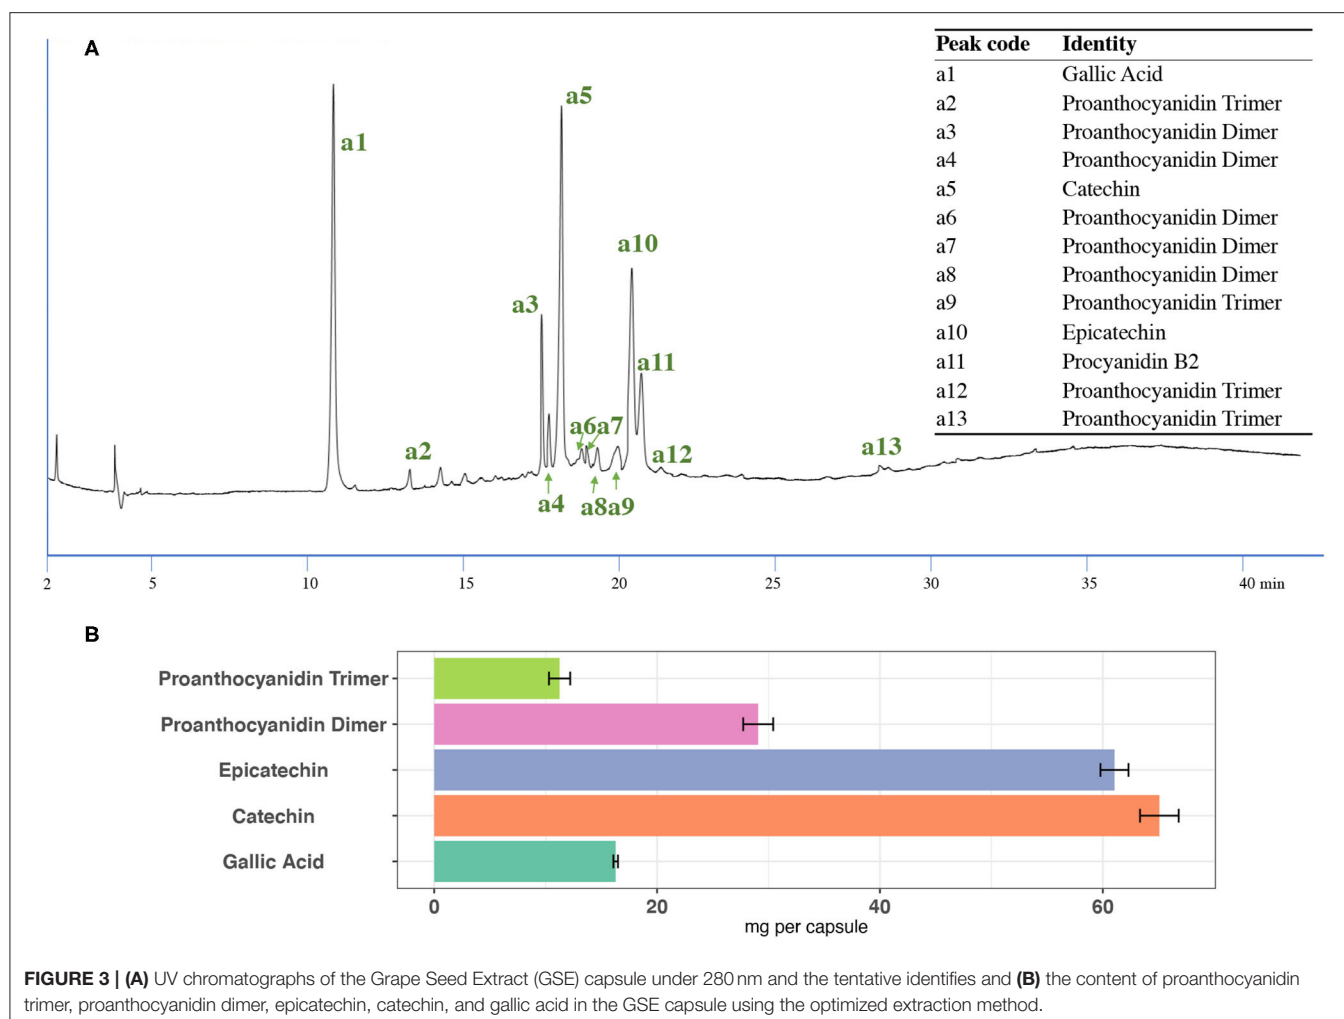 (A)
Peak code Identity
a1 Gallic Acid
a2 Proanthocyanidin Trimer
a3 Proanthocyanidin Dimer
a4 Proanthocyanidin Dimer
a5 Catechin
a6 Proanthocyanidin Dimer
a7 Proanthocyanidin Dimer
a8 Proanthocyanidin Dimer
a9 Proanthocyanidin Trimer
a10 Epicatechin
a11 Procyanidin B2
a12 Proanthocyanidin Trimer
a13 Proanthocyanidin Trimer
a1
a2
a3
a4
a5
a6 a7
a8 a9
a10
a11
a12
a13
2 5 10 15 20 25 30 35 40 min
(B)
Proanthocyanidin Trimer
Proanthocyanidin Dimer
Epicatechin
Catechin
Gallic Acid
0 20 40 60
mg per capsule
FIGURE 3 | (A) UV chromatographs of the Grape Seed Extract (GSE) capsule under 280 nm and the tentative identifies and (B) the content of proanthocyanidin
trimer, proanthocyanidin dimer, epicatechin, catechin, and gallic acid in the GSE capsule using the optimized extraction method.